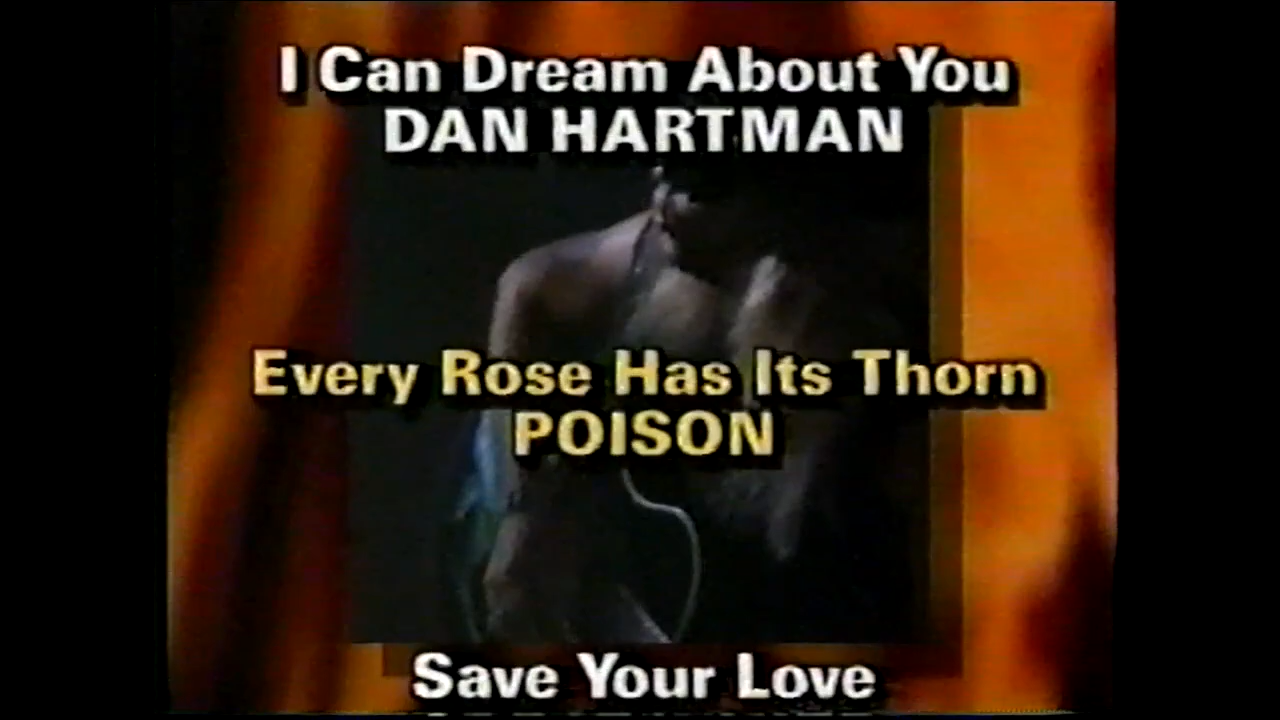 I Can Dream About You
DAN HARTMAN
Every Rose Has Its Thorn
POISON
Save Your Love